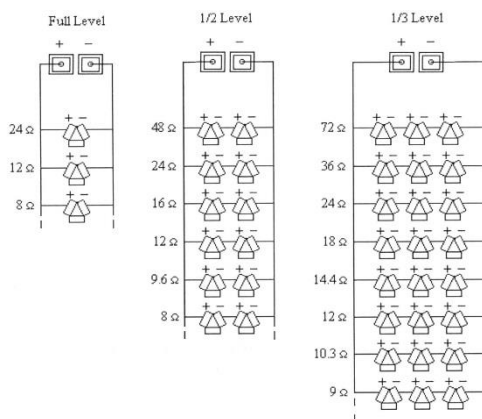 Full Level
+ −
24 Ω + −
12 Ω + −
8 Ω + −
1/2 Level
+ −
48 Ω + − + −
24 Ω + − + −
16 Ω + − + −
12 Ω + − + −
9.6 Ω + − + −
8 Ω + − + −
1/3 Level
+ −
72 Ω + − + − + −
36 Ω + − + − + −
24 Ω + − + − + −
18 Ω + − + − + −
14.4 Ω + − + − + −
12 Ω + − + − + −
10.3 Ω + − + − + −
9 Ω + − + − + −